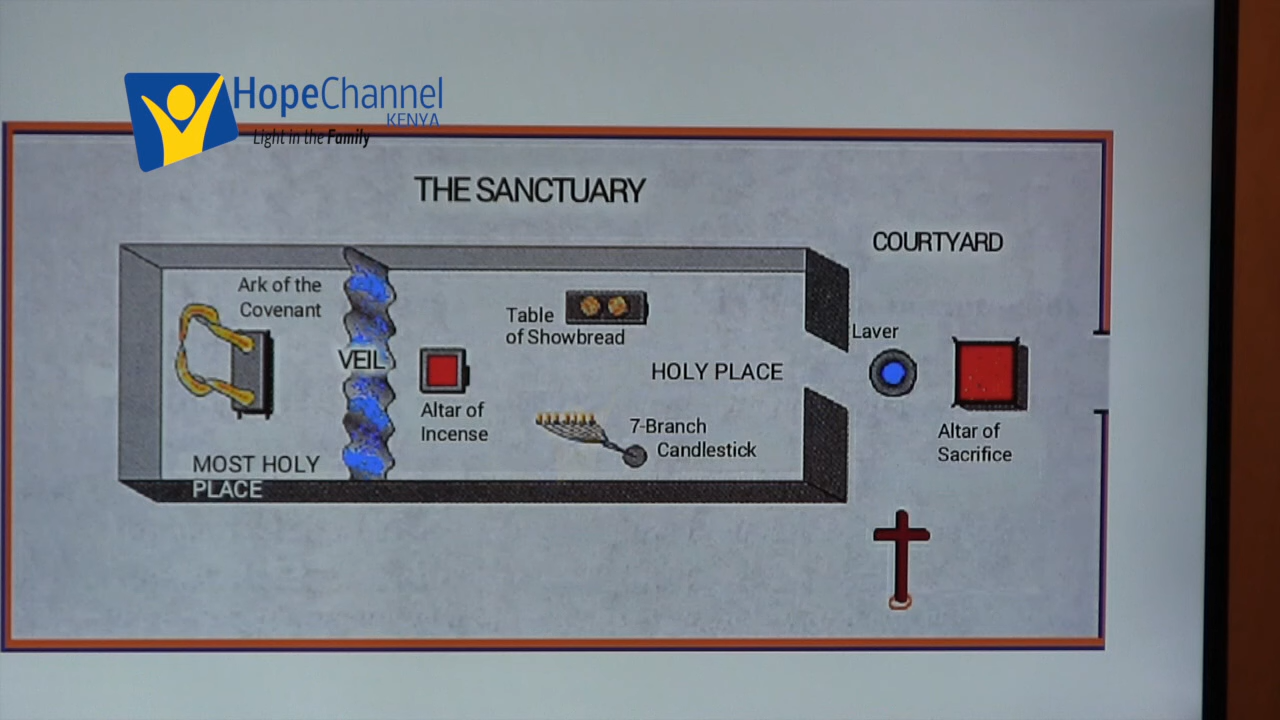 HopeChannel
KENYA
Light in the Family
THE SANCTUARY
COURTYARD
Ark of the
Covenant
Table
of Showbread
Laver
VEIL
HOLY PLACE
Altar of
Incense
7-Branch
Candlestick
Altar of
Sacrifice
MOST HOLY
PLACE